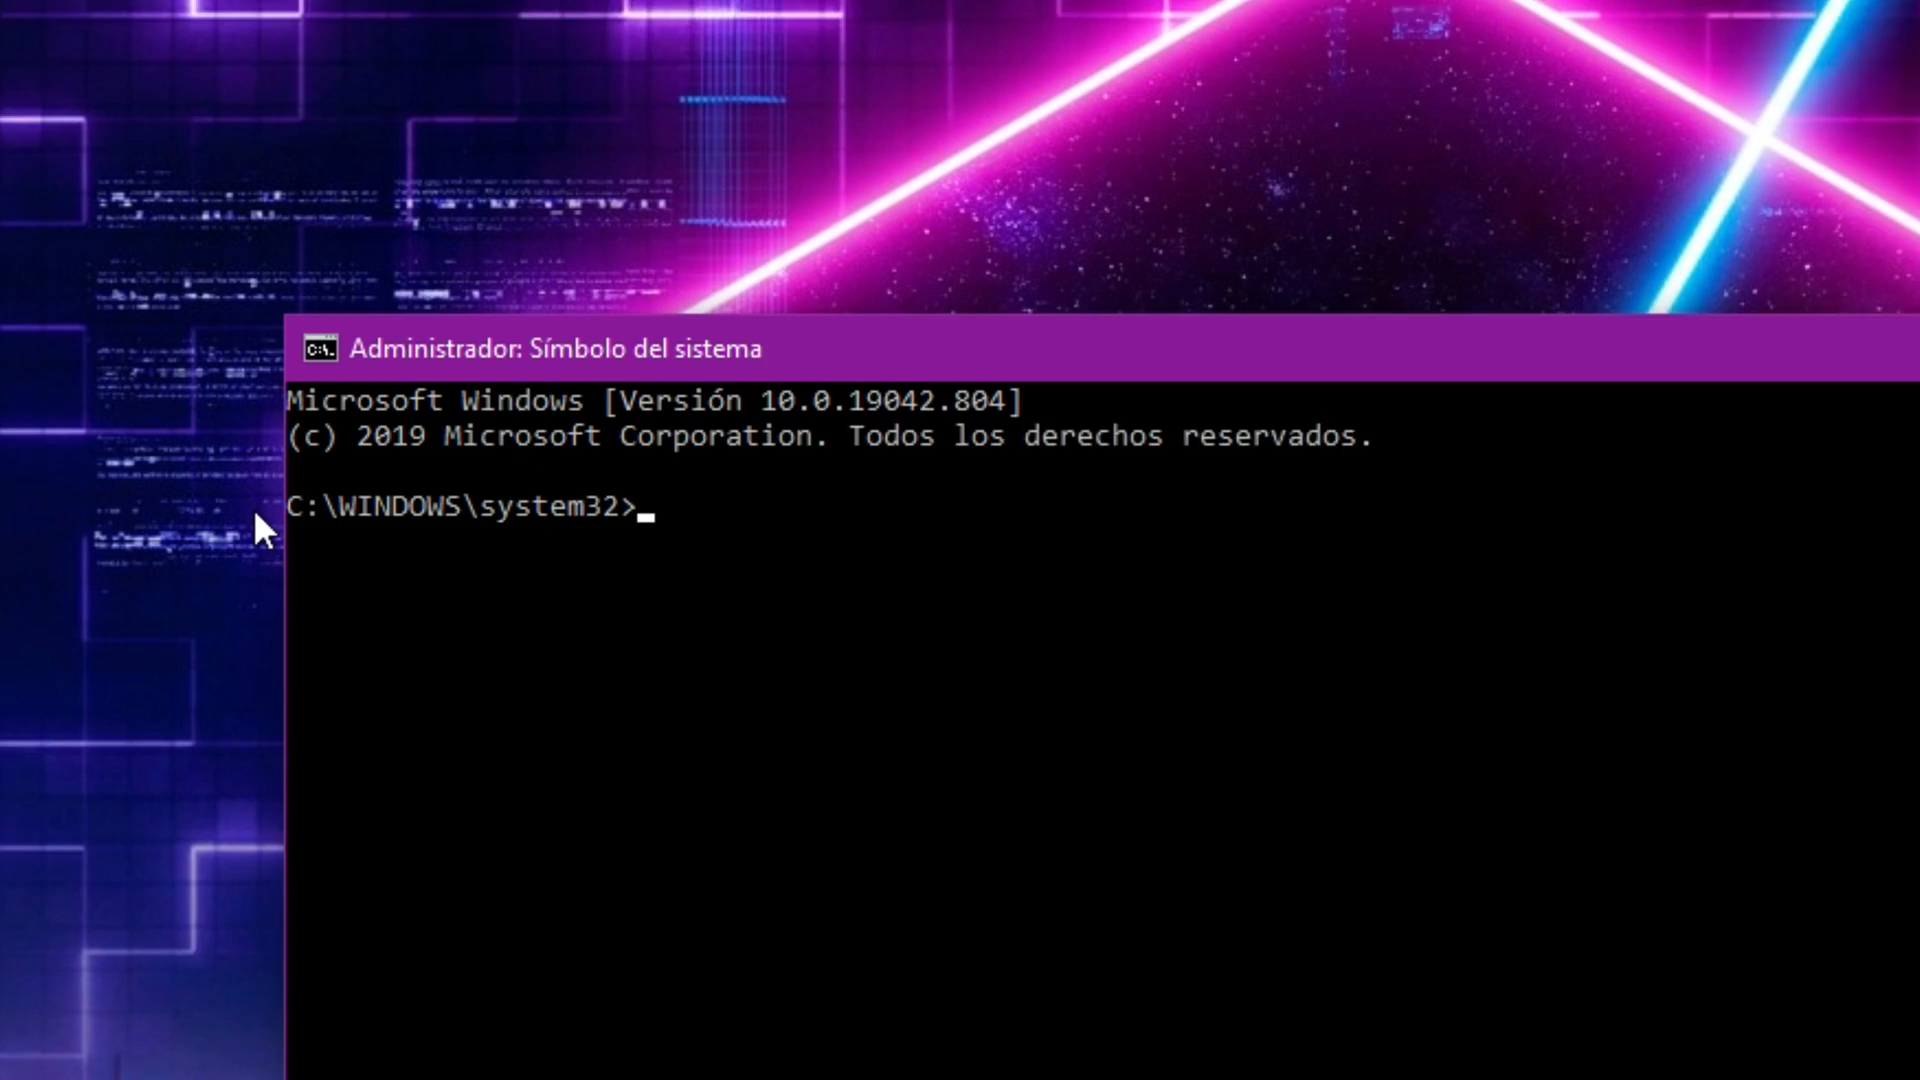 Administrador: Símbolo del sistema
Microsoft Windows [Versión 10.0.19042.804]
(c) 2019 Microsoft Corporation. Todos los derechos reservados.
C:\WINDOWS\system32>